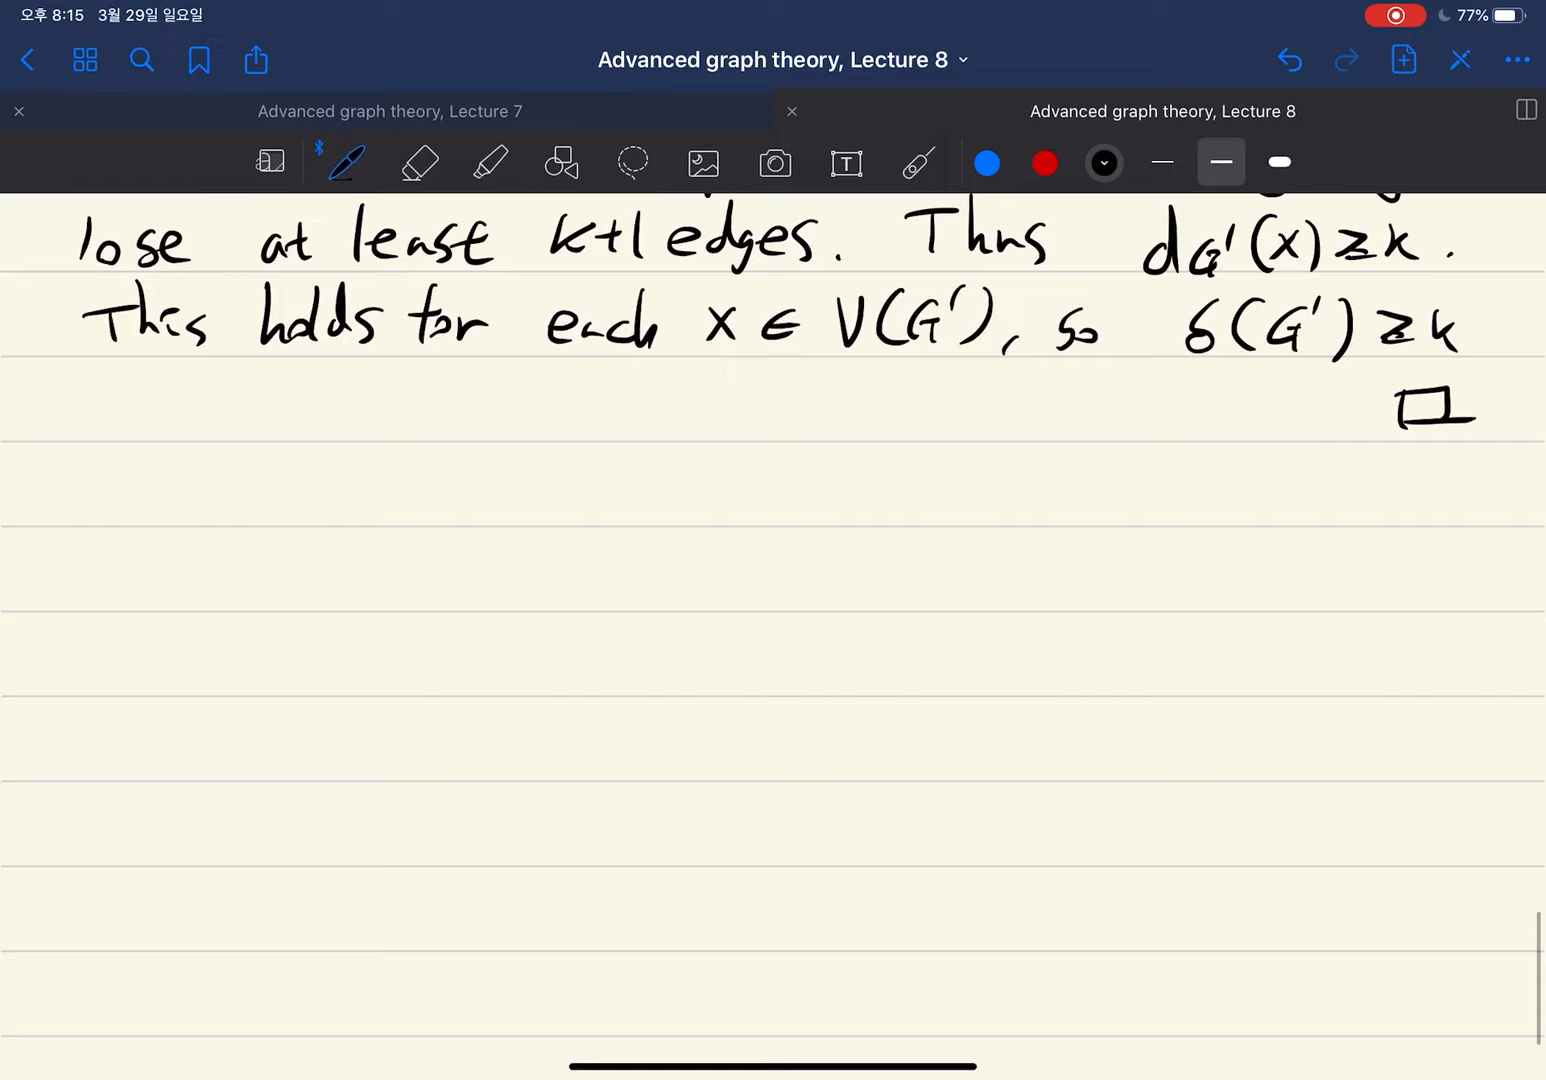 오후 8:15 3월 29일 일요일
77%
Advanced graph theory, Lecture 8
Advanced graph theory, Lecture 7
Advanced graph theory, Lecture 8
T
lose at least k+1 edges. Thus d_{G'}(x) ≥ k.
This holds for each x ∈ V(G'), so δ(G') ≥ k